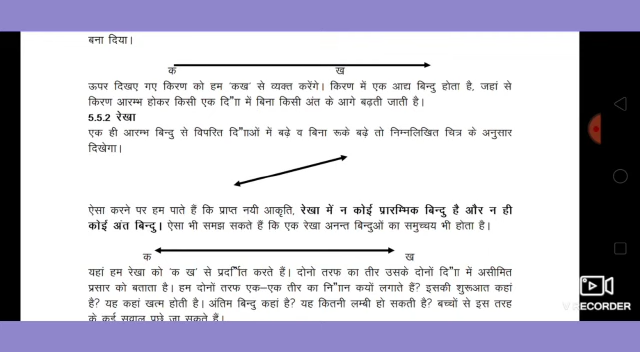 बना दिया।
क ख
ऊपर दिखाए गए किरण को हम 'कख' से व्यक्त करेंगे। किरण में एक आद्य बिन्दु होता है, जहां से
किरण आरम्भ होकर किसी एक दि"ाा में बिना किसी अंत के आगे बढ़ती जाती है।
5.5.2 रेखा
एक ही आरम्भ बिन्दु से विपरित दि"ााओं में बढ़े व बिना रूके बढ़े तो निम्नलिखित चित्र के अनुसार
दिखेगा।
ऐसा करने पर हम पाते हैं कि प्राप्त नयी आकृति, रेखा में न कोई प्रारम्भिक बिन्दु है और न ही
कोई अंत बिन्दु। ऐसा भी समझ सकते हैं कि एक रेखा अनन्त बिन्दुओं का समुच्चय भी होता है।
क ख
यहां हम रेखा को 'क ख' से प्रदर्ि"ात करते हैं। दोनो तरफ का तीर उसके दोनों दि"ाा में असीमित
प्रसार को बताता है। हम दोनों तरफ एक–एक तीर का नि"ाान क्यों लगाते हैं? इसकी शुरूआत कहां
है? यह कहां खत्म होती है। अंतिम बिन्दु कहां है? यह कितनी लम्बी हो सकती है? बच्चों से इस तरह
के कई सवाल पूछे जा सकते हैं।
V RECORDER